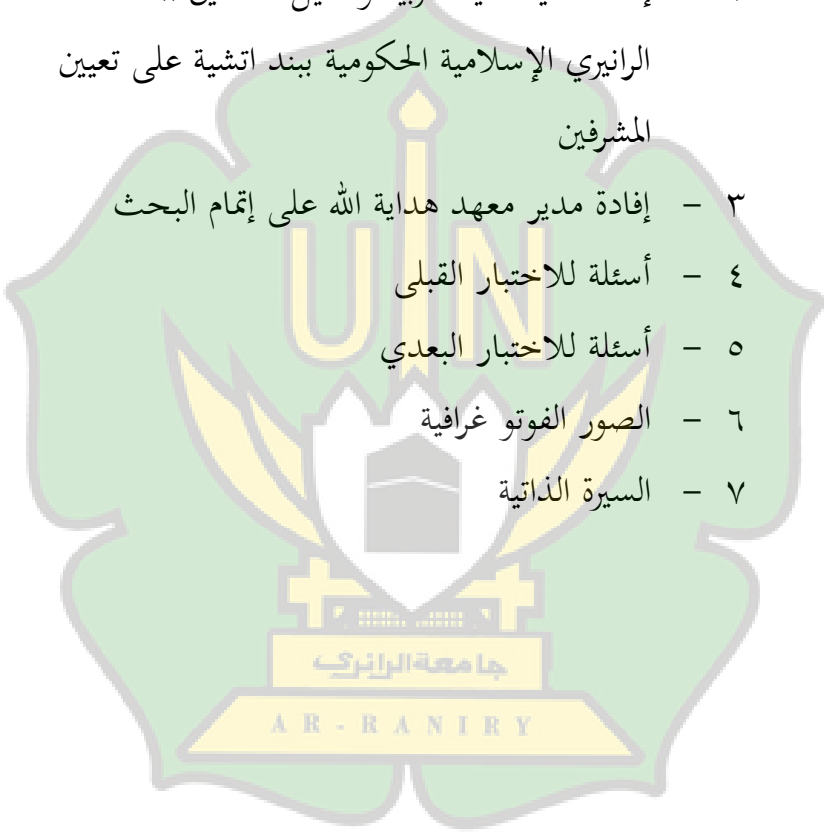 الرانيري الإسلامية الحكومية ببند اتشية على تعيين
المشرفين
٣ – إفادة مدير معهد هداية الله على إتمام البحث
٤ – أسئلة للاختبار القبلى
٥ – أسئلة للاختبار البعدي
٦ – الصور الفوتو غرافية
٧ – السيرة الذاتية
UIN
جامعة الرانري
AR-RANIRY